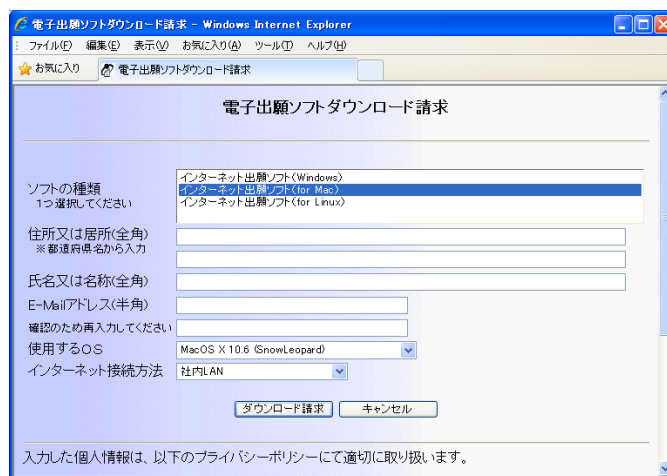 電子出願ソフトダウンロード請求 - Windows Internet Explorer
ファイル(F) 編集(E) 表示(V) お気に入り(A) ツール(T) ヘルプ(H)
お気に入り 電子出願ソフトダウンロード請求
電子出願ソフトダウンロード請求
インターネット出願ソフト(Windows)
ソフトの種類 インターネット出願ソフト(for Mac)
1つ選択してください インターネット出願ソフト(for Linux)
住所又は居所(全角)
※都道府県名から入力
氏名又は名称(全角)
E-Mailアドレス(半角)
確認のため再入力してください
使用するOS MacOS X 10.6 (SnowLeopard)
インターネット接続方法 社内LAN
ダウンロード請求 キャンセル
入力した個人情報は、以下のプライバシーポリシーにて適切に取り扱います。